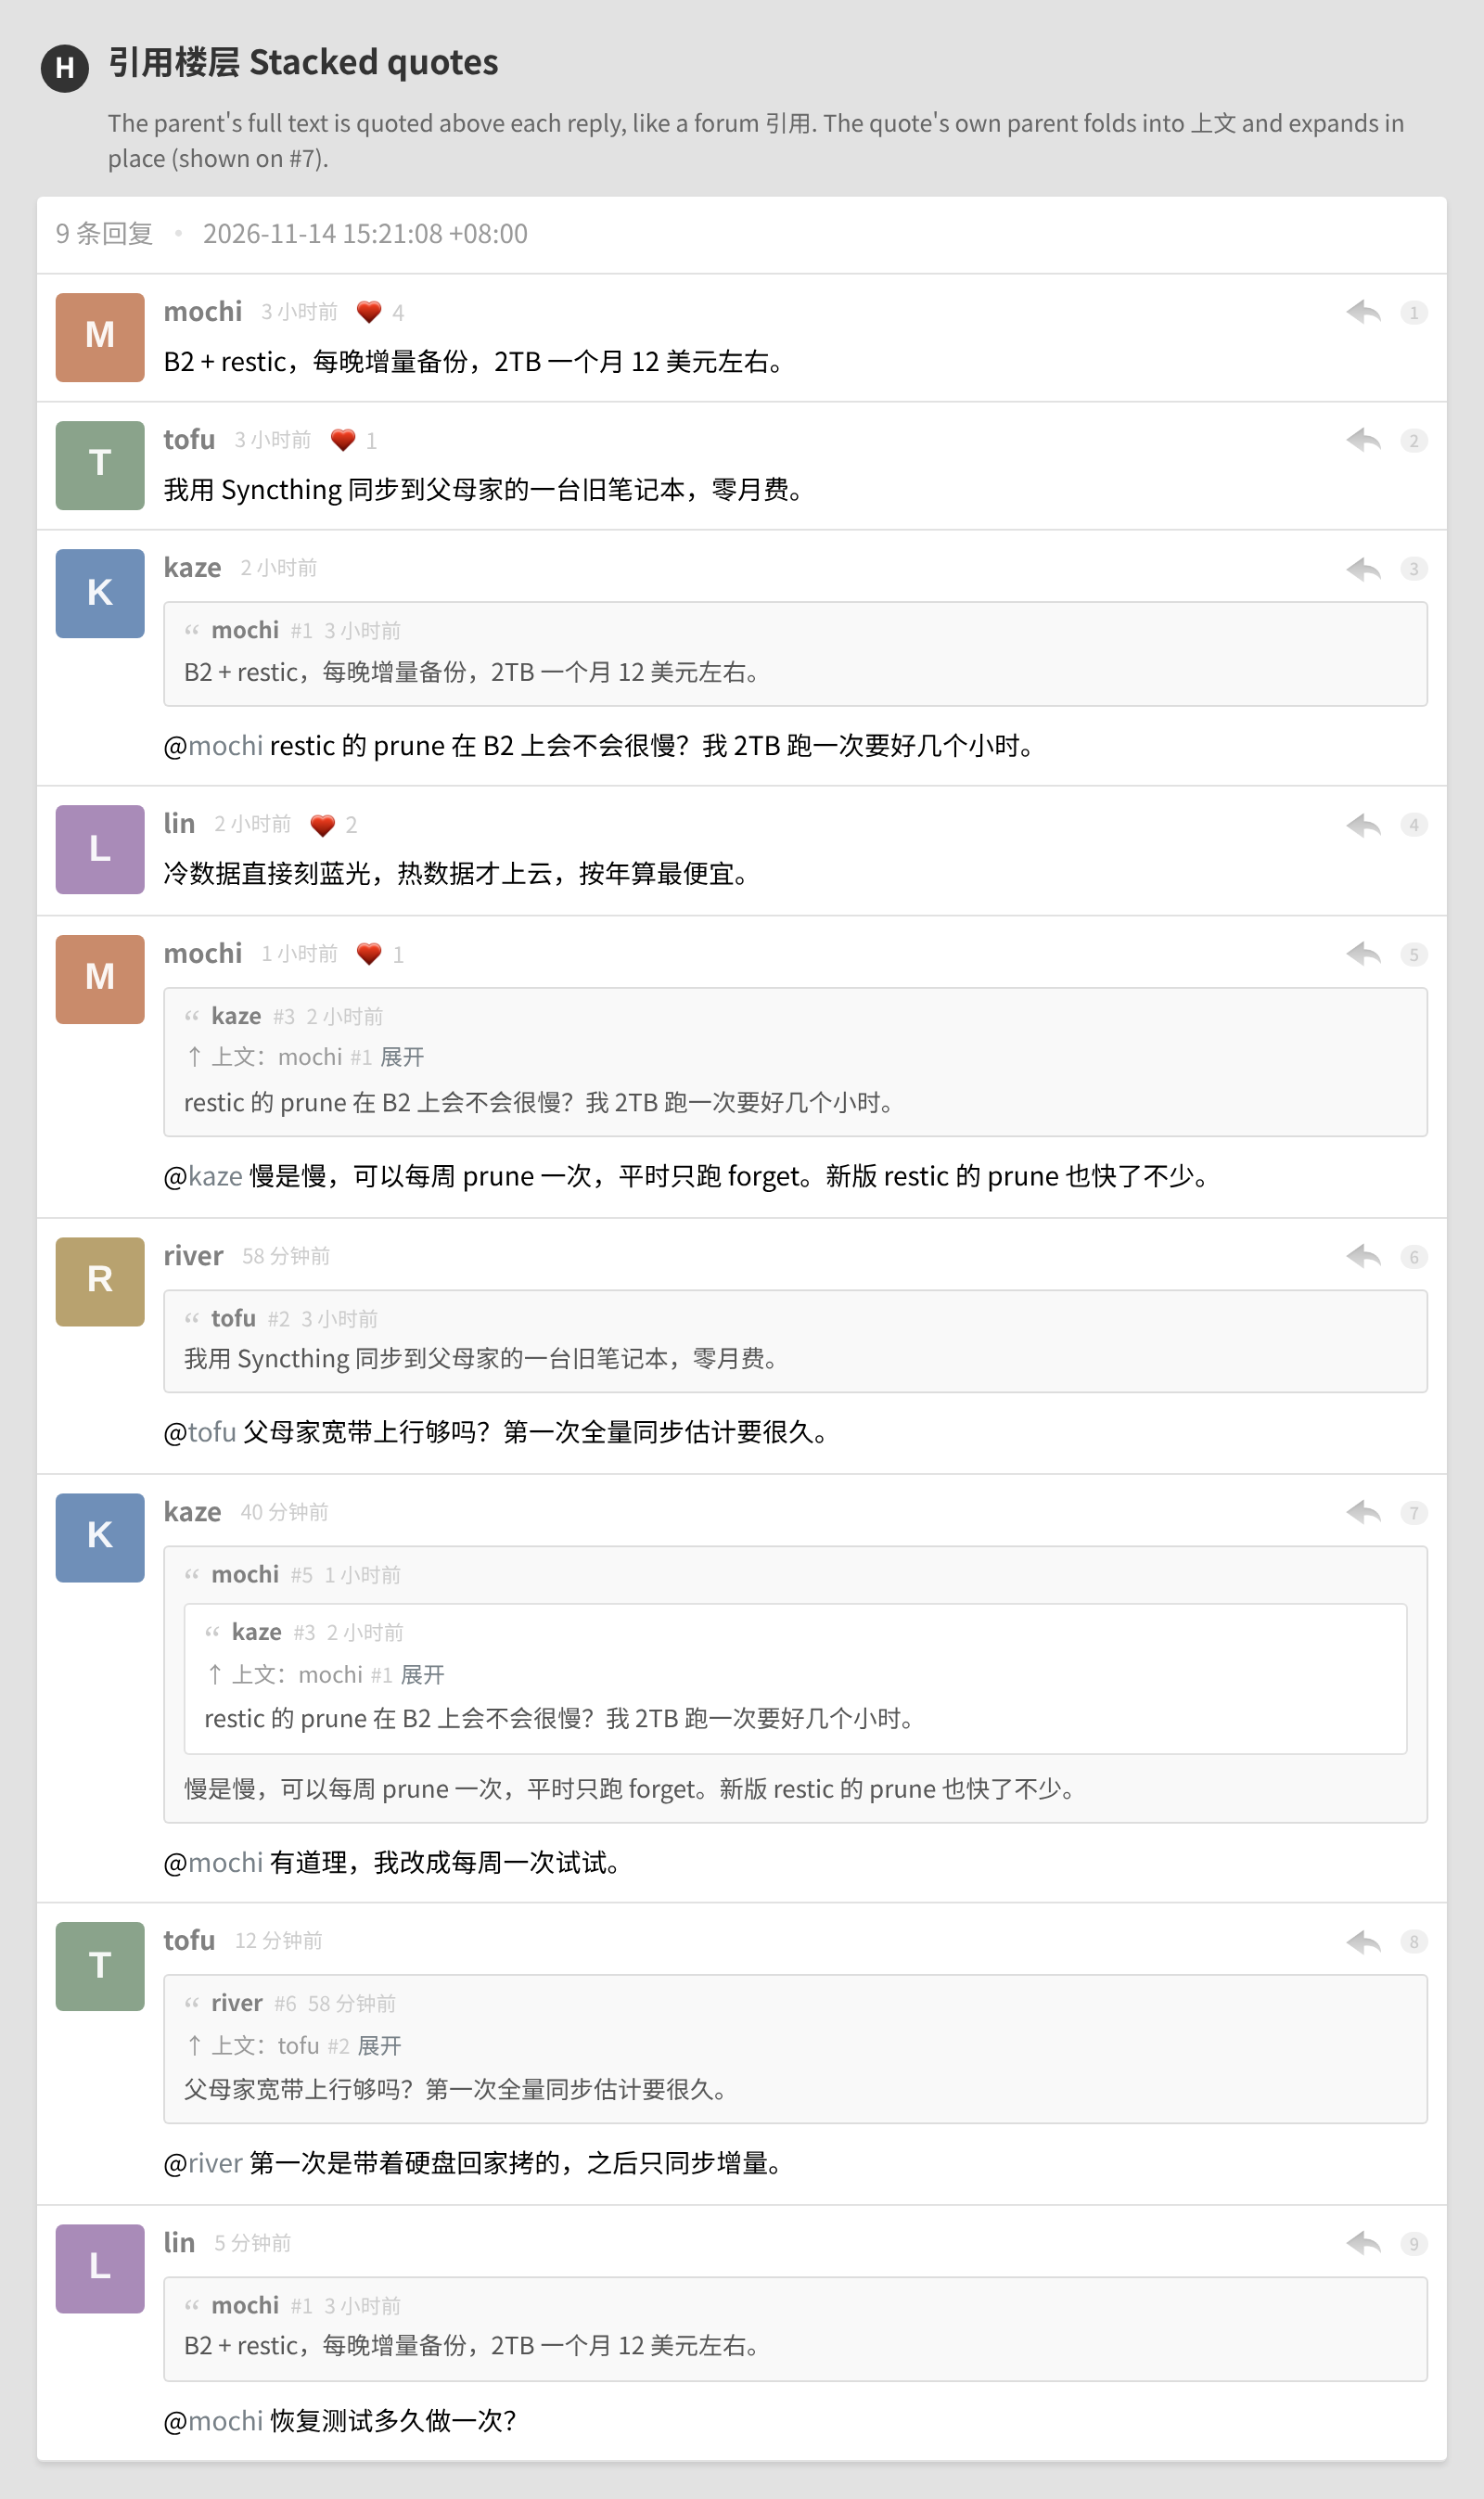 H 引用楼层 Stacked quotes
The parent's full text is quoted above each reply, like a forum 引用. The quote's own parent folds into 上文 and expands in
place (shown on #7).
9 条回复 • 2026-11-14 15:21:08 +08:00
M
mochi 3 小时前 ❤️ 4 1
B2 + restic，每晚增量备份，2TB 一个月 12 美元左右。
T
tofu 3 小时前 ❤️ 1 2
我用 Syncthing 同步到父母家的一台旧笔记本，零月费。
K
kaze 2 小时前 3
“ mochi #1 3 小时前
B2 + restic，每晚增量备份，2TB 一个月 12 美元左右。
@mochi restic 的 prune 在 B2 上会不会很慢？我 2TB 跑一次要好几个小时。
L
lin 2 小时前 ❤️ 2 4
冷数据直接刻蓝光，热数据才上云，按年算最便宜。
M
mochi 1 小时前 ❤️ 1 5
“ kaze #3 2 小时前
↑ 上文：mochi #1 展开
restic 的 prune 在 B2 上会不会很慢？我 2TB 跑一次要好几个小时。
@kaze 慢是慢，可以每周 prune 一次，平时只跑 forget。新版 restic 的 prune 也快了不少。
R
river 58 分钟前 6
“ tofu #2 3 小时前
我用 Syncthing 同步到父母家的一台旧笔记本，零月费。
@tofu 父母家宽带上行够吗？第一次全量同步估计要很久。
K
kaze 40 分钟前 7
“ mochi #5 1 小时前
“ kaze #3 2 小时前
↑ 上文：mochi #1 展开
restic 的 prune 在 B2 上会不会很慢？我 2TB 跑一次要好几个小时。
慢是慢，可以每周 prune 一次，平时只跑 forget。新版 restic 的 prune 也快了不少。
@mochi 有道理，我改成每周一次试试。
T
tofu 12 分钟前 8
“ river #6 58 分钟前
↑ 上文：tofu #2 展开
父母家宽带上行够吗？第一次全量同步估计要很久。
@river 第一次是带着硬盘回家拷的，之后只同步增量。
L
lin 5 分钟前 9
“ mochi #1 3 小时前
B2 + restic，每晚增量备份，2TB 一个月 12 美元左右。
@mochi 恢复测试多久做一次？